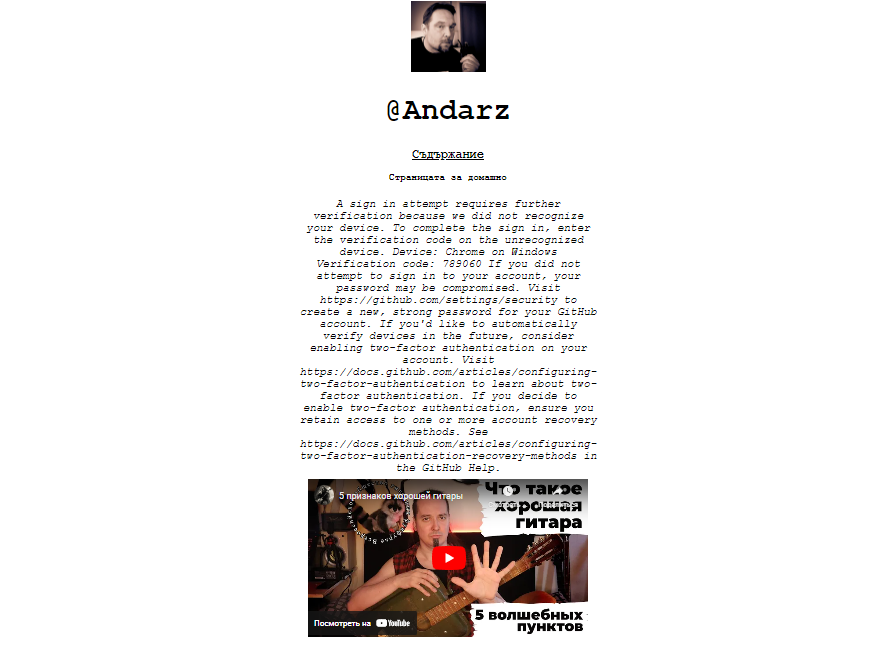 @Andarz
Съдържание
Страницата за домашно
A sign in attempt requires further
verification because we did not recognize
your device. To complete the sign in, enter
the verification code on the unrecognized
device. Device: Chrome on Windows
Verification code: 789060 If you did not
attempt to sign in to your account, your
password may be compromised. Visit
https://github.com/settings/security to
create a new, strong password for your GitHub
account. If you'd like to automatically
verify devices in the future, consider
enabling two-factor authentication on your
account. Visit
https://docs.github.com/articles/configuring-
two-factor-authentication to learn about two-
factor authentication. If you decide to
enable two-factor authentication, ensure you
retain access to one or more account recovery
methods. See
https://docs.github.com/articles/configuring-
two-factor-authentication-recovery-methods in
the GitHub Help.
5 признаков хорошей гитары
Что такое
хорошая
гитара
5 волшебных
пунктов
Посмотреть на YouTube